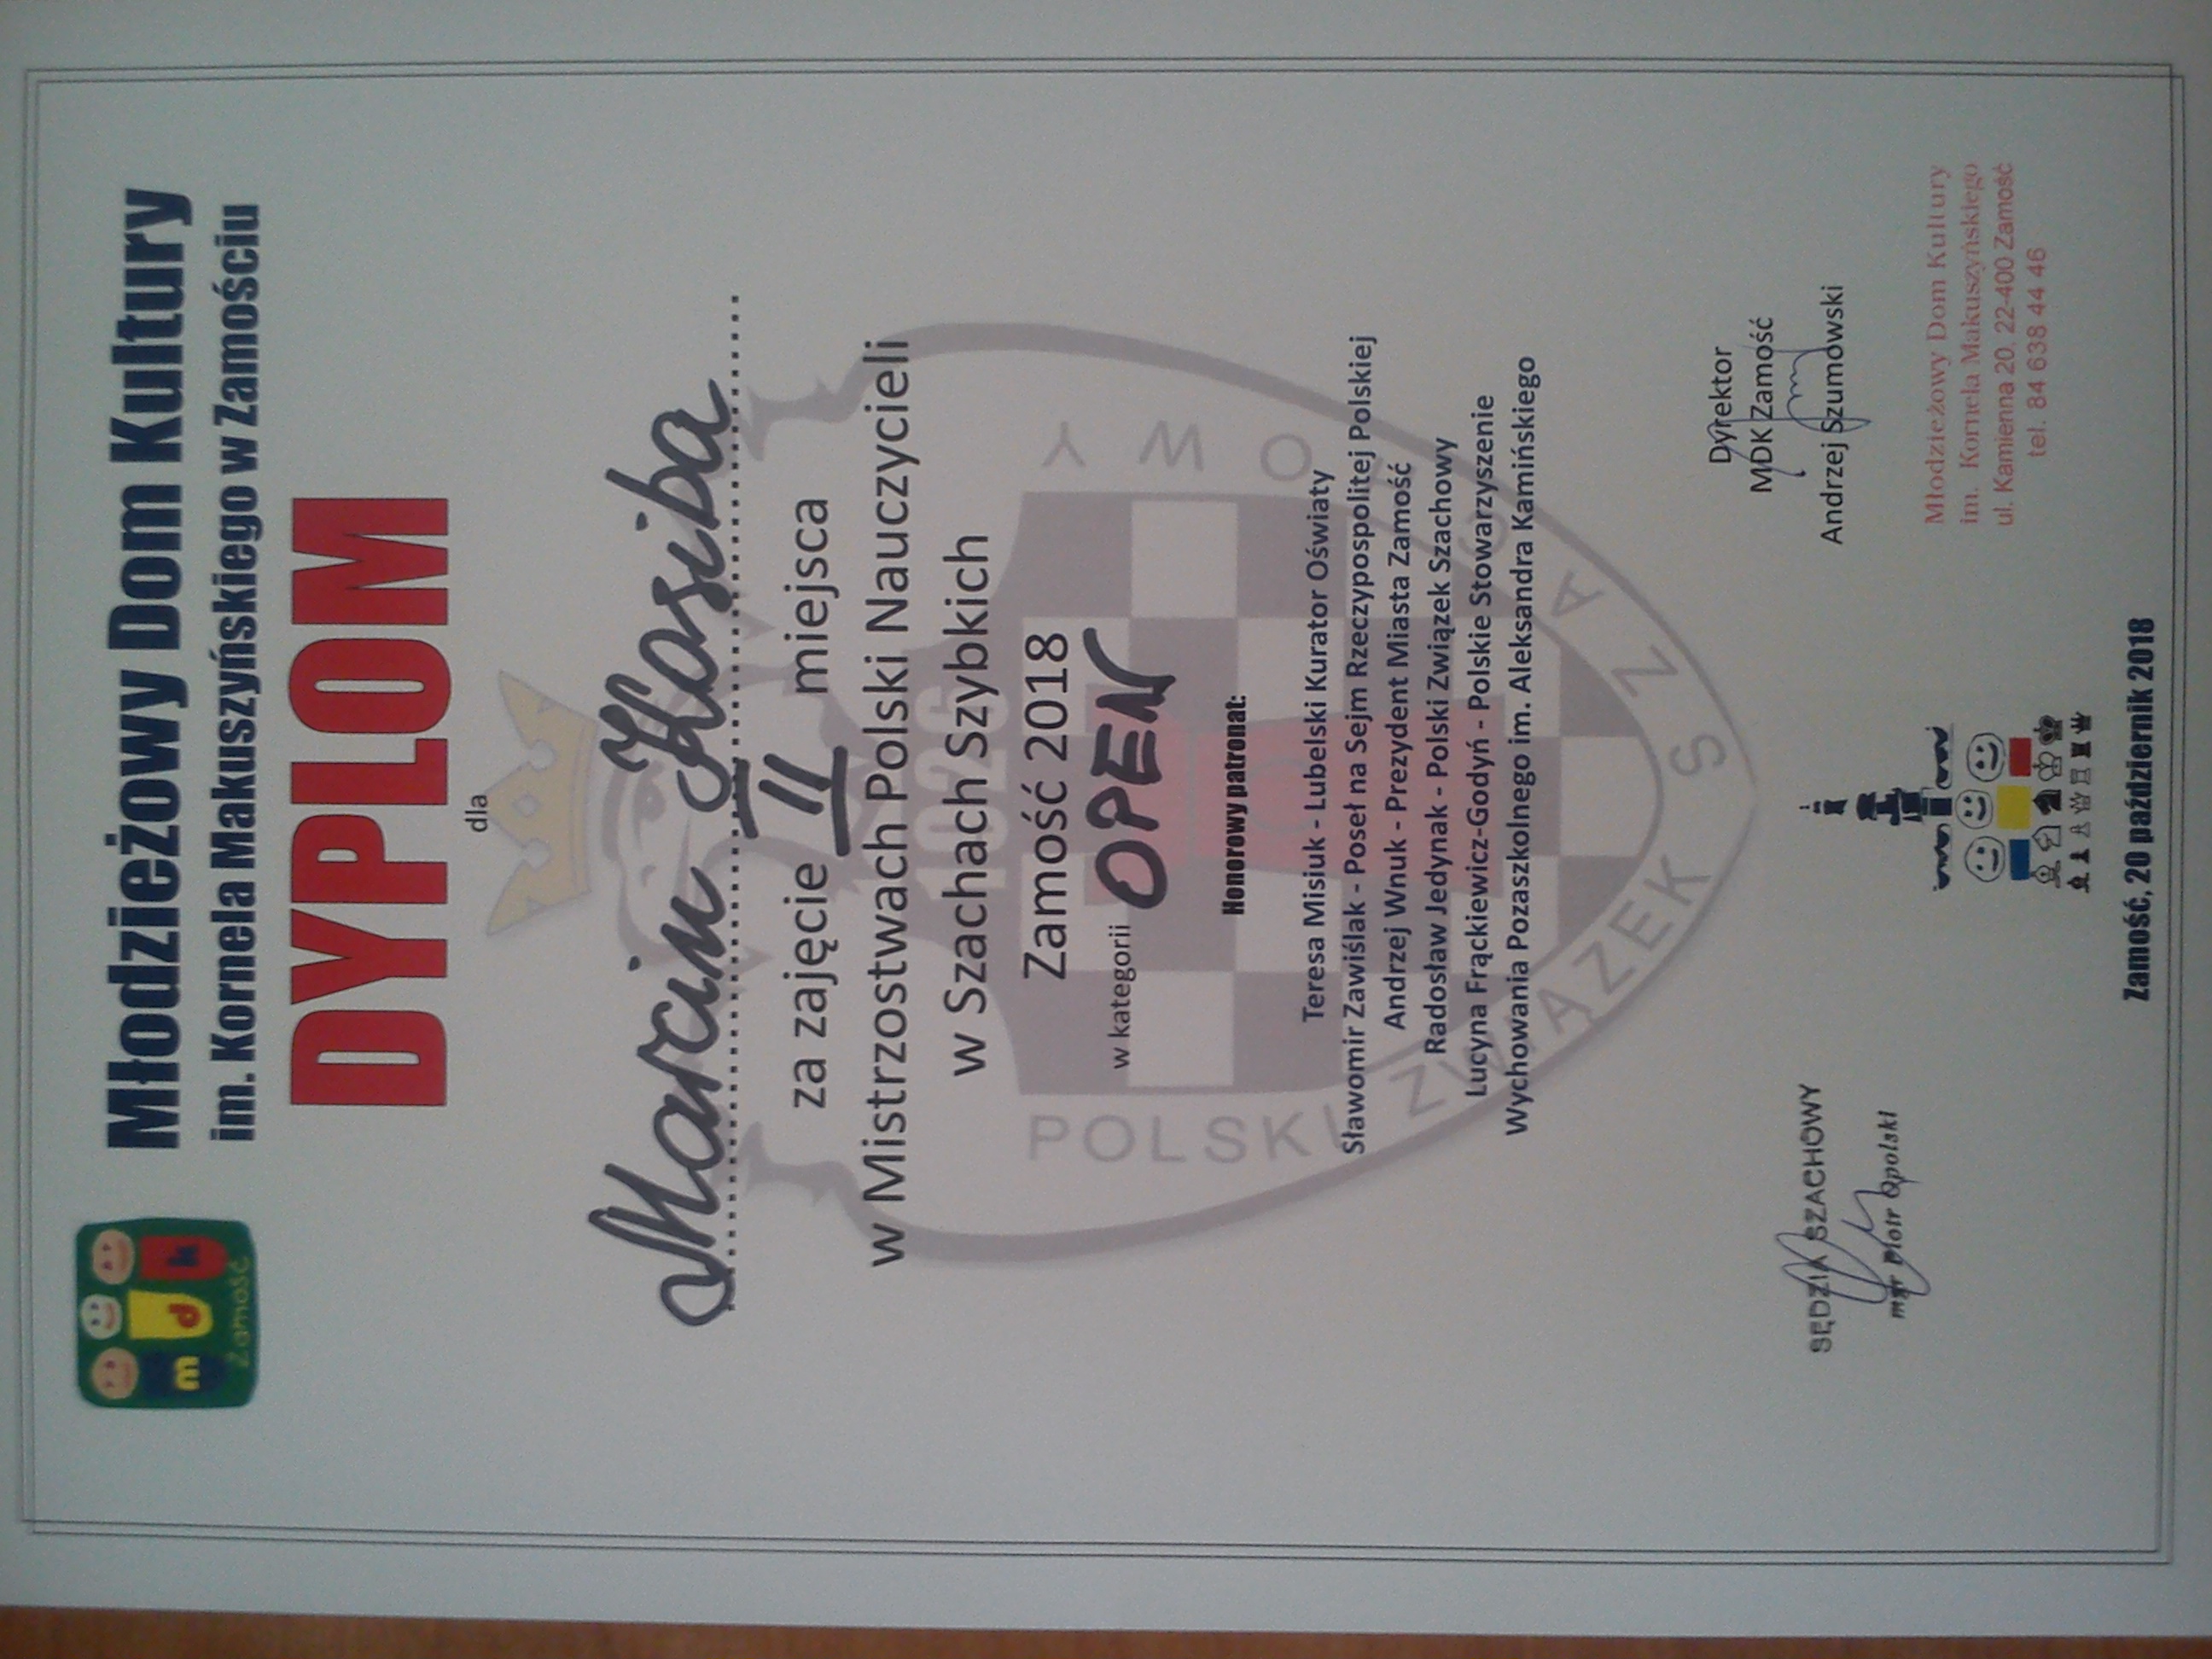 m d k
Zamość
Młodzieżowy Dom Kultury
im. Kornela Makuszyńskiego w Zamościu
DYPLOM
dla
Marcin Kasiba
za zajęcie II miejsca
w Mistrzostwach Polski Nauczycieli
w Szachach Szybkich
Zamość 2018
w kategorii OPEN
Honorowy patronat:
Teresa Misiuk - Lubelski Kurator Oświaty
Sławomir Zawiślak - Poseł na Sejm Rzeczypospolitej Polskiej
Andrzej Wnuk - Prezydent Miasta Zamość
Radosław Jedynak - Polski Związek Szachowy
Lucyna Frąckiewicz-Godyń - Polskie Stowarzyszenie
Wychowania Pozaszkolnego im. Aleksandra Kamińskiego
1926
POLSKI ZWIĄZEK SZACHOWY
SĘDZIA SZACHOWY
mgr Piotr Opolski
Dyrektor
MDK Zamość
Andrzej Szumowski
Młodzieżowy Dom Kultury
im. Kornela Makuszyńskiego
ul. Kamienna 20, 22-400 Zamość
tel. 84 638 44 46
Zamość, 20 październik 2018